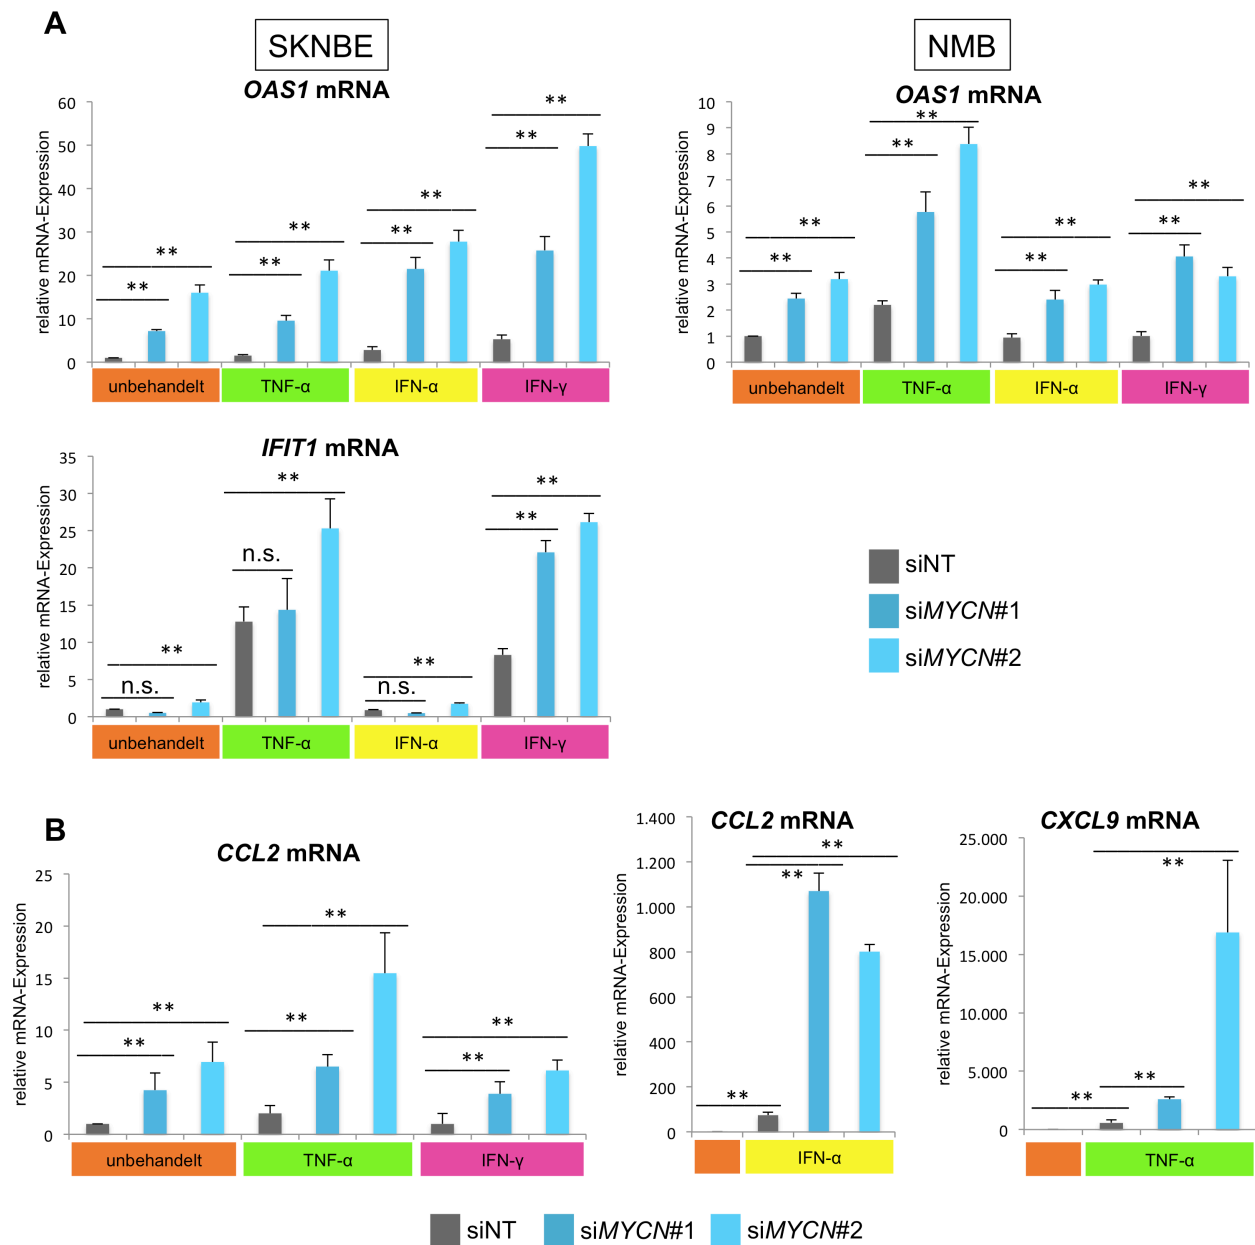 A
SKNBE
NMB
OAS1 mRNA
relative mRNA-Expression
60
50
40
30
20
10
0
** ** ** ** ** ** ** **
unbehandelt TNF-α IFN-α IFN-γ
OAS1 mRNA
relative mRNA-Expression
10
9
8
7
6
5
4
3
2
1
0
** ** ** ** ** ** ** **
unbehandelt TNF-α IFN-α IFN-γ
IFIT1 mRNA
relative mRNA-Expression
35
30
25
20
15
10
5
0
n.s. ** n.s. ** n.s. ** ** **
unbehandelt TNF-α IFN-α IFN-γ
siNT
siMYCN#1
siMYCN#2
B
CCL2 mRNA
relative mRNA-Expression
25
20
15
10
5
0
** ** ** ** ** **
unbehandelt TNF-α IFN-γ
CCL2 mRNA
relative mRNA-Expression
1.400
1.200
1.000
800
600
400
200
0
** ** **
IFN-α
CXCL9 mRNA
relative mRNA-Expression
25.000
20.000
15.000
10.000
5.000
0
** ** **
TNF-α
siNT siMYCN#1 siMYCN#2